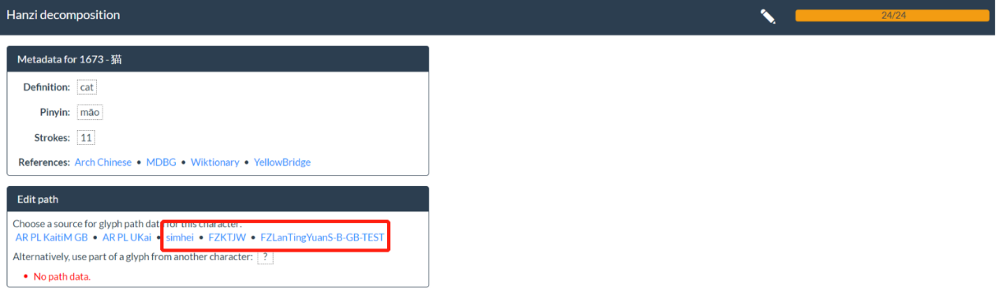 Hanzi decomposition
24/24
Metadata for 1673 - 猫
Definition: cat
Pinyin: māo
Strokes: 11
References: Arch Chinese • MDBG • Wiktionary • YellowBridge
Edit path
Choose a source for glyph path data for this character:
AR PL KaitiM GB • AR PL UKai • simhei • FZKTJW • FZLanTingYuanS-B-GB-TEST
Alternatively, use part of a glyph from another character: ?
• No path data.